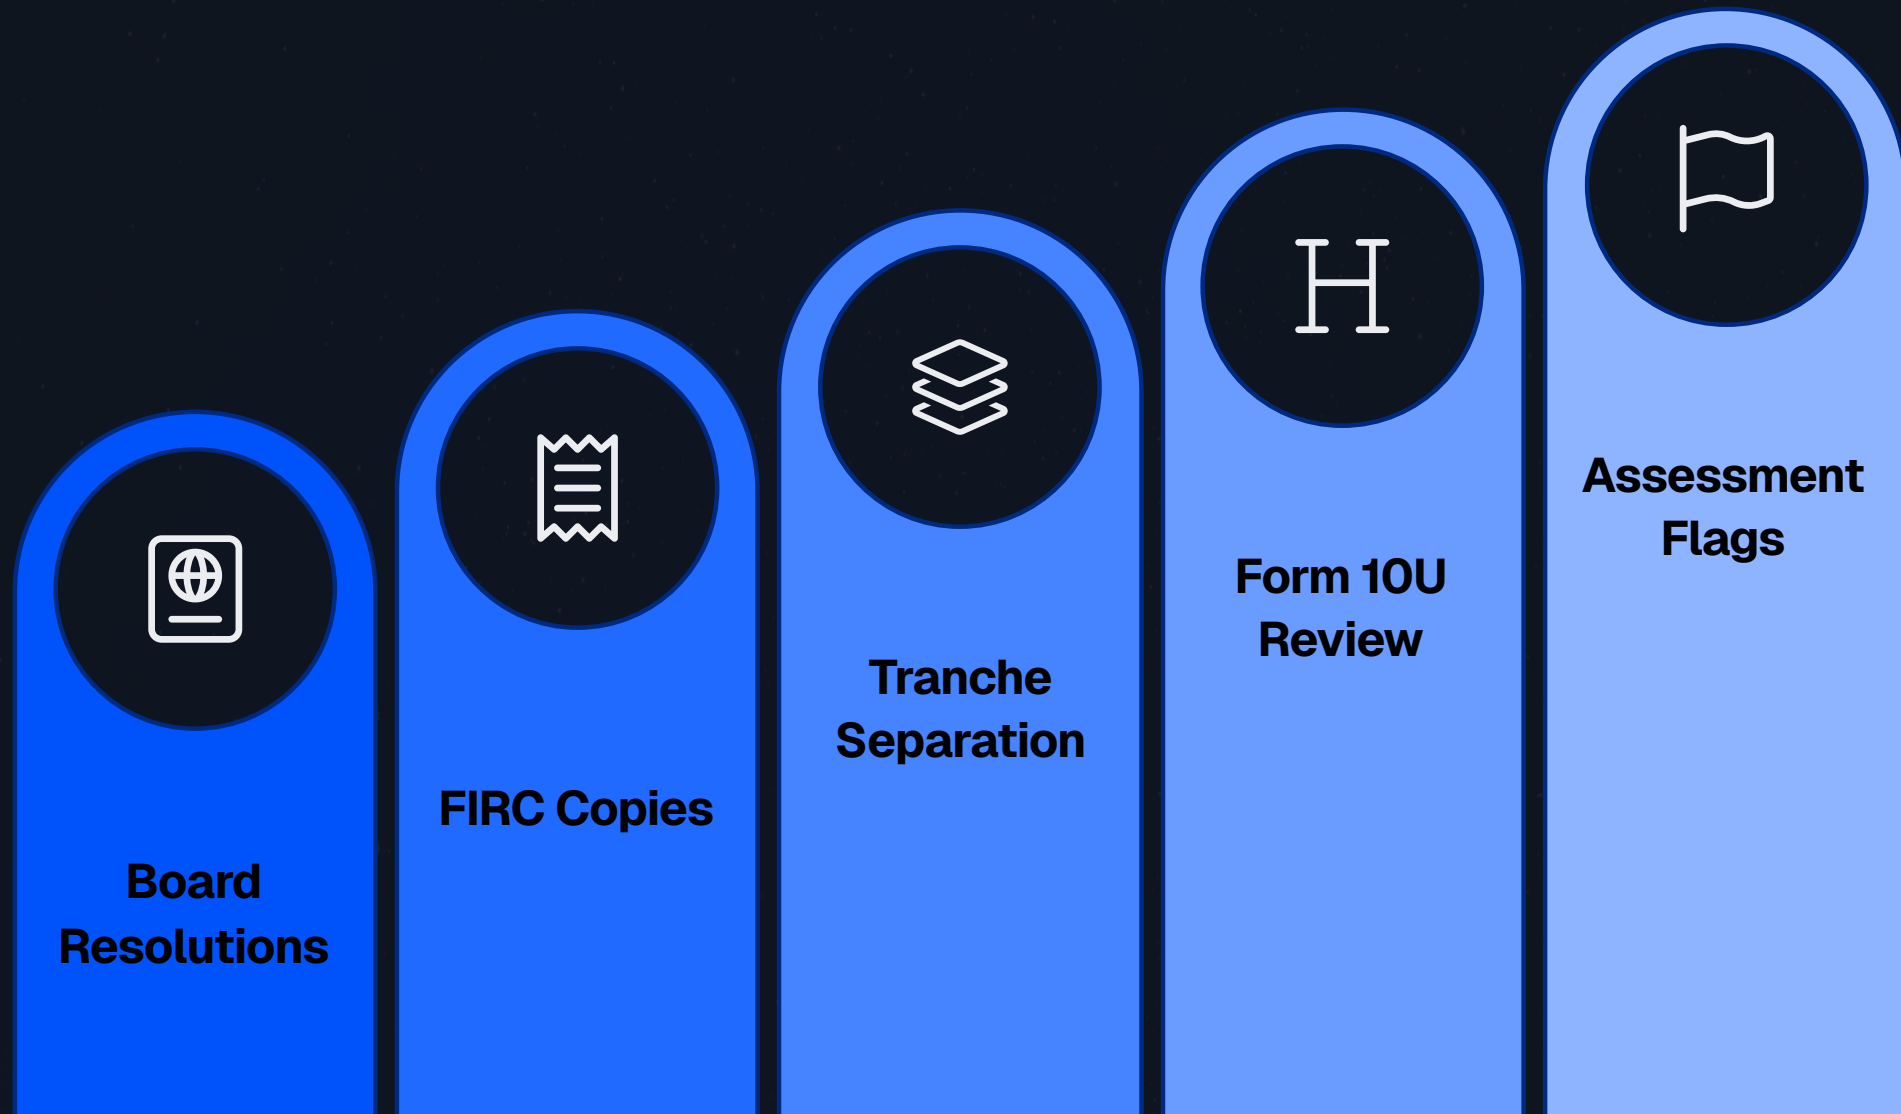 Board
Resolutions
FIRC Copies
Tranche
Separation
Form 10U
Review
Assessment
Flags